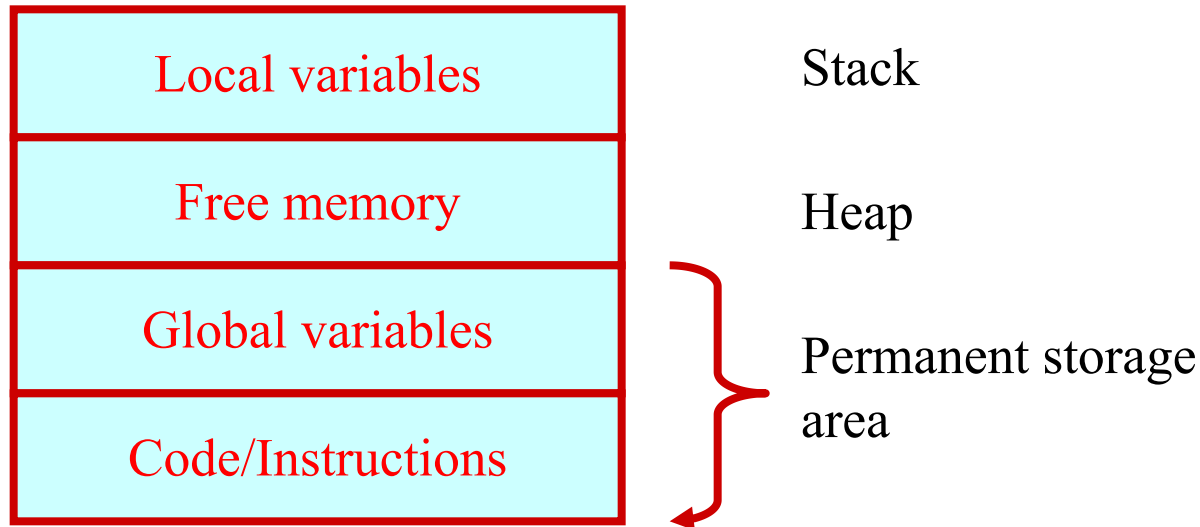 Local variables
Stack
Free memory
Heap
Global variables
Permanent storage
area
Code/Instructions